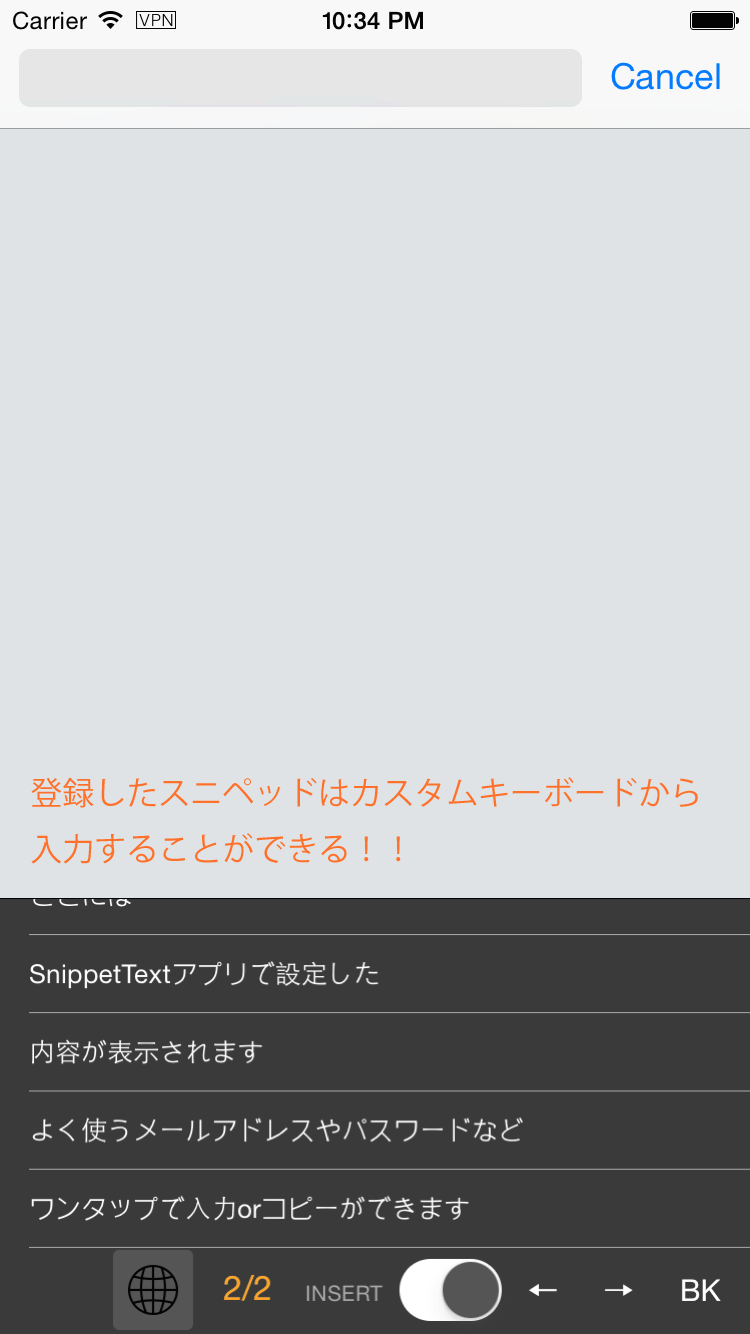 Carrier VPN 10:34 PM
Cancel
登録したスニペッドはカスタムキーボードから
入力することができる！！
ここには
SnippetTextアプリで設定した
内容が表示されます
よく使うメールアドレスやパスワードなど
ワンタップで入力orコピーができます
2/2 INSERT ← → BK